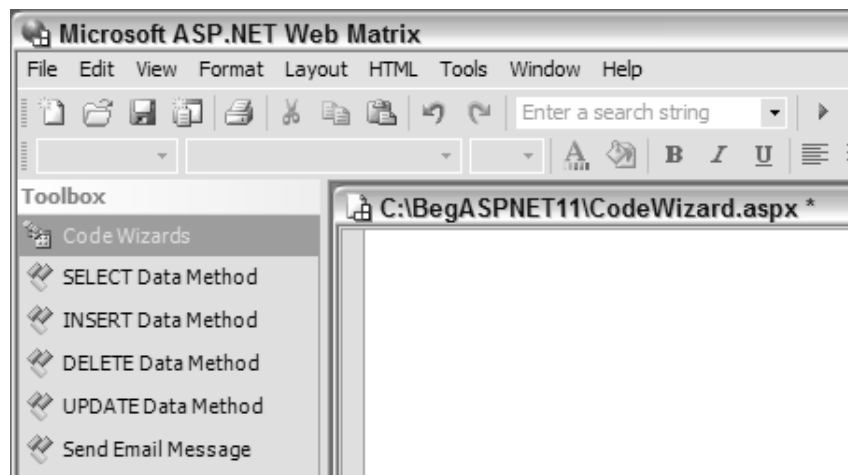 Microsoft ASP.NET Web Matrix
File Edit View Format Layout HTML Tools Window Help
Enter a search string
A B I U
Toolbox
C:\BegASPNET11\CodeWizard.aspx *
Code Wizards
SELECT Data Method
INSERT Data Method
DELETE Data Method
UPDATE Data Method
Send Email Message